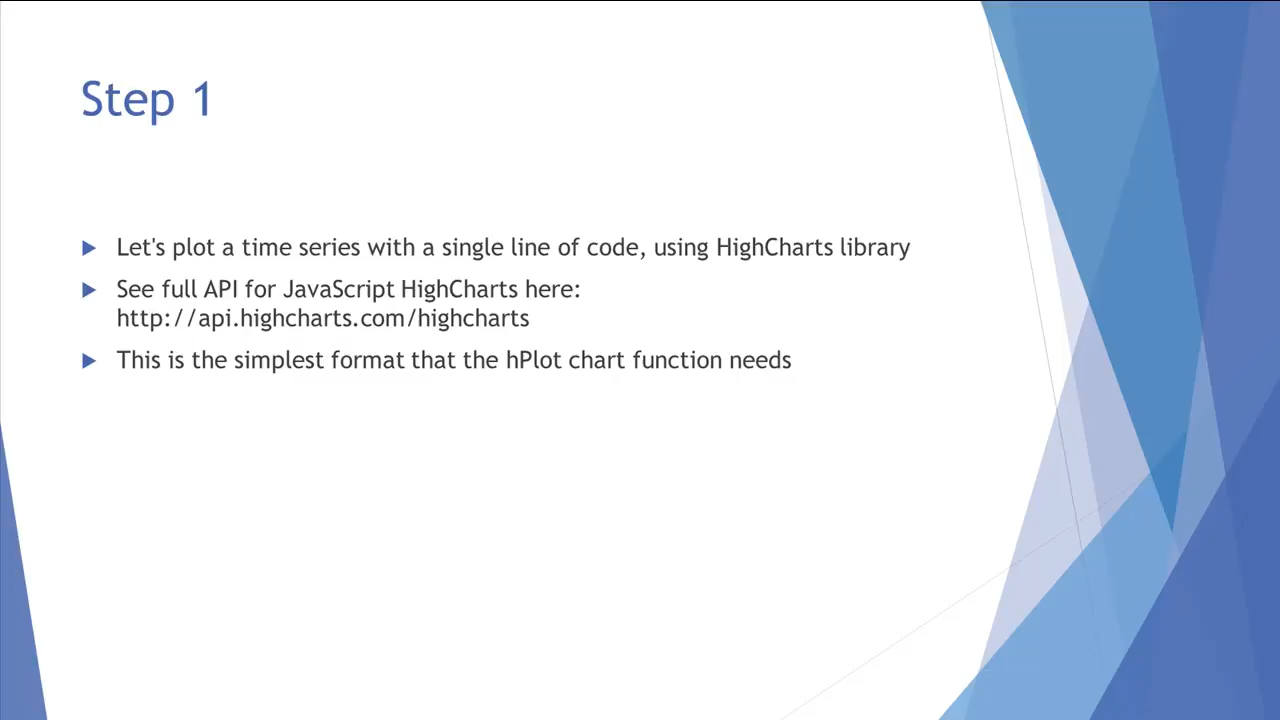 Step 1
Let's plot a time series with a single line of code, using HighCharts library
See full API for JavaScript HighCharts here:
http://api.highcharts.com/highcharts
This is the simplest format that the hPlot chart function needs